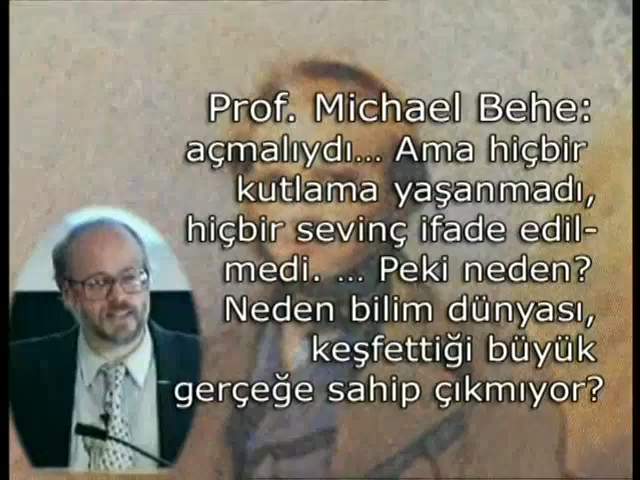 Prof. Michael Behe:
açmalıydı... Ama hiçbir
kutlama yaşanmadı,
hiçbir sevinç ifade edil-
medi. ... Peki neden?
Neden bilim dünyası,
keşfettiği büyük
gerçeğe sahip çıkmıyor?